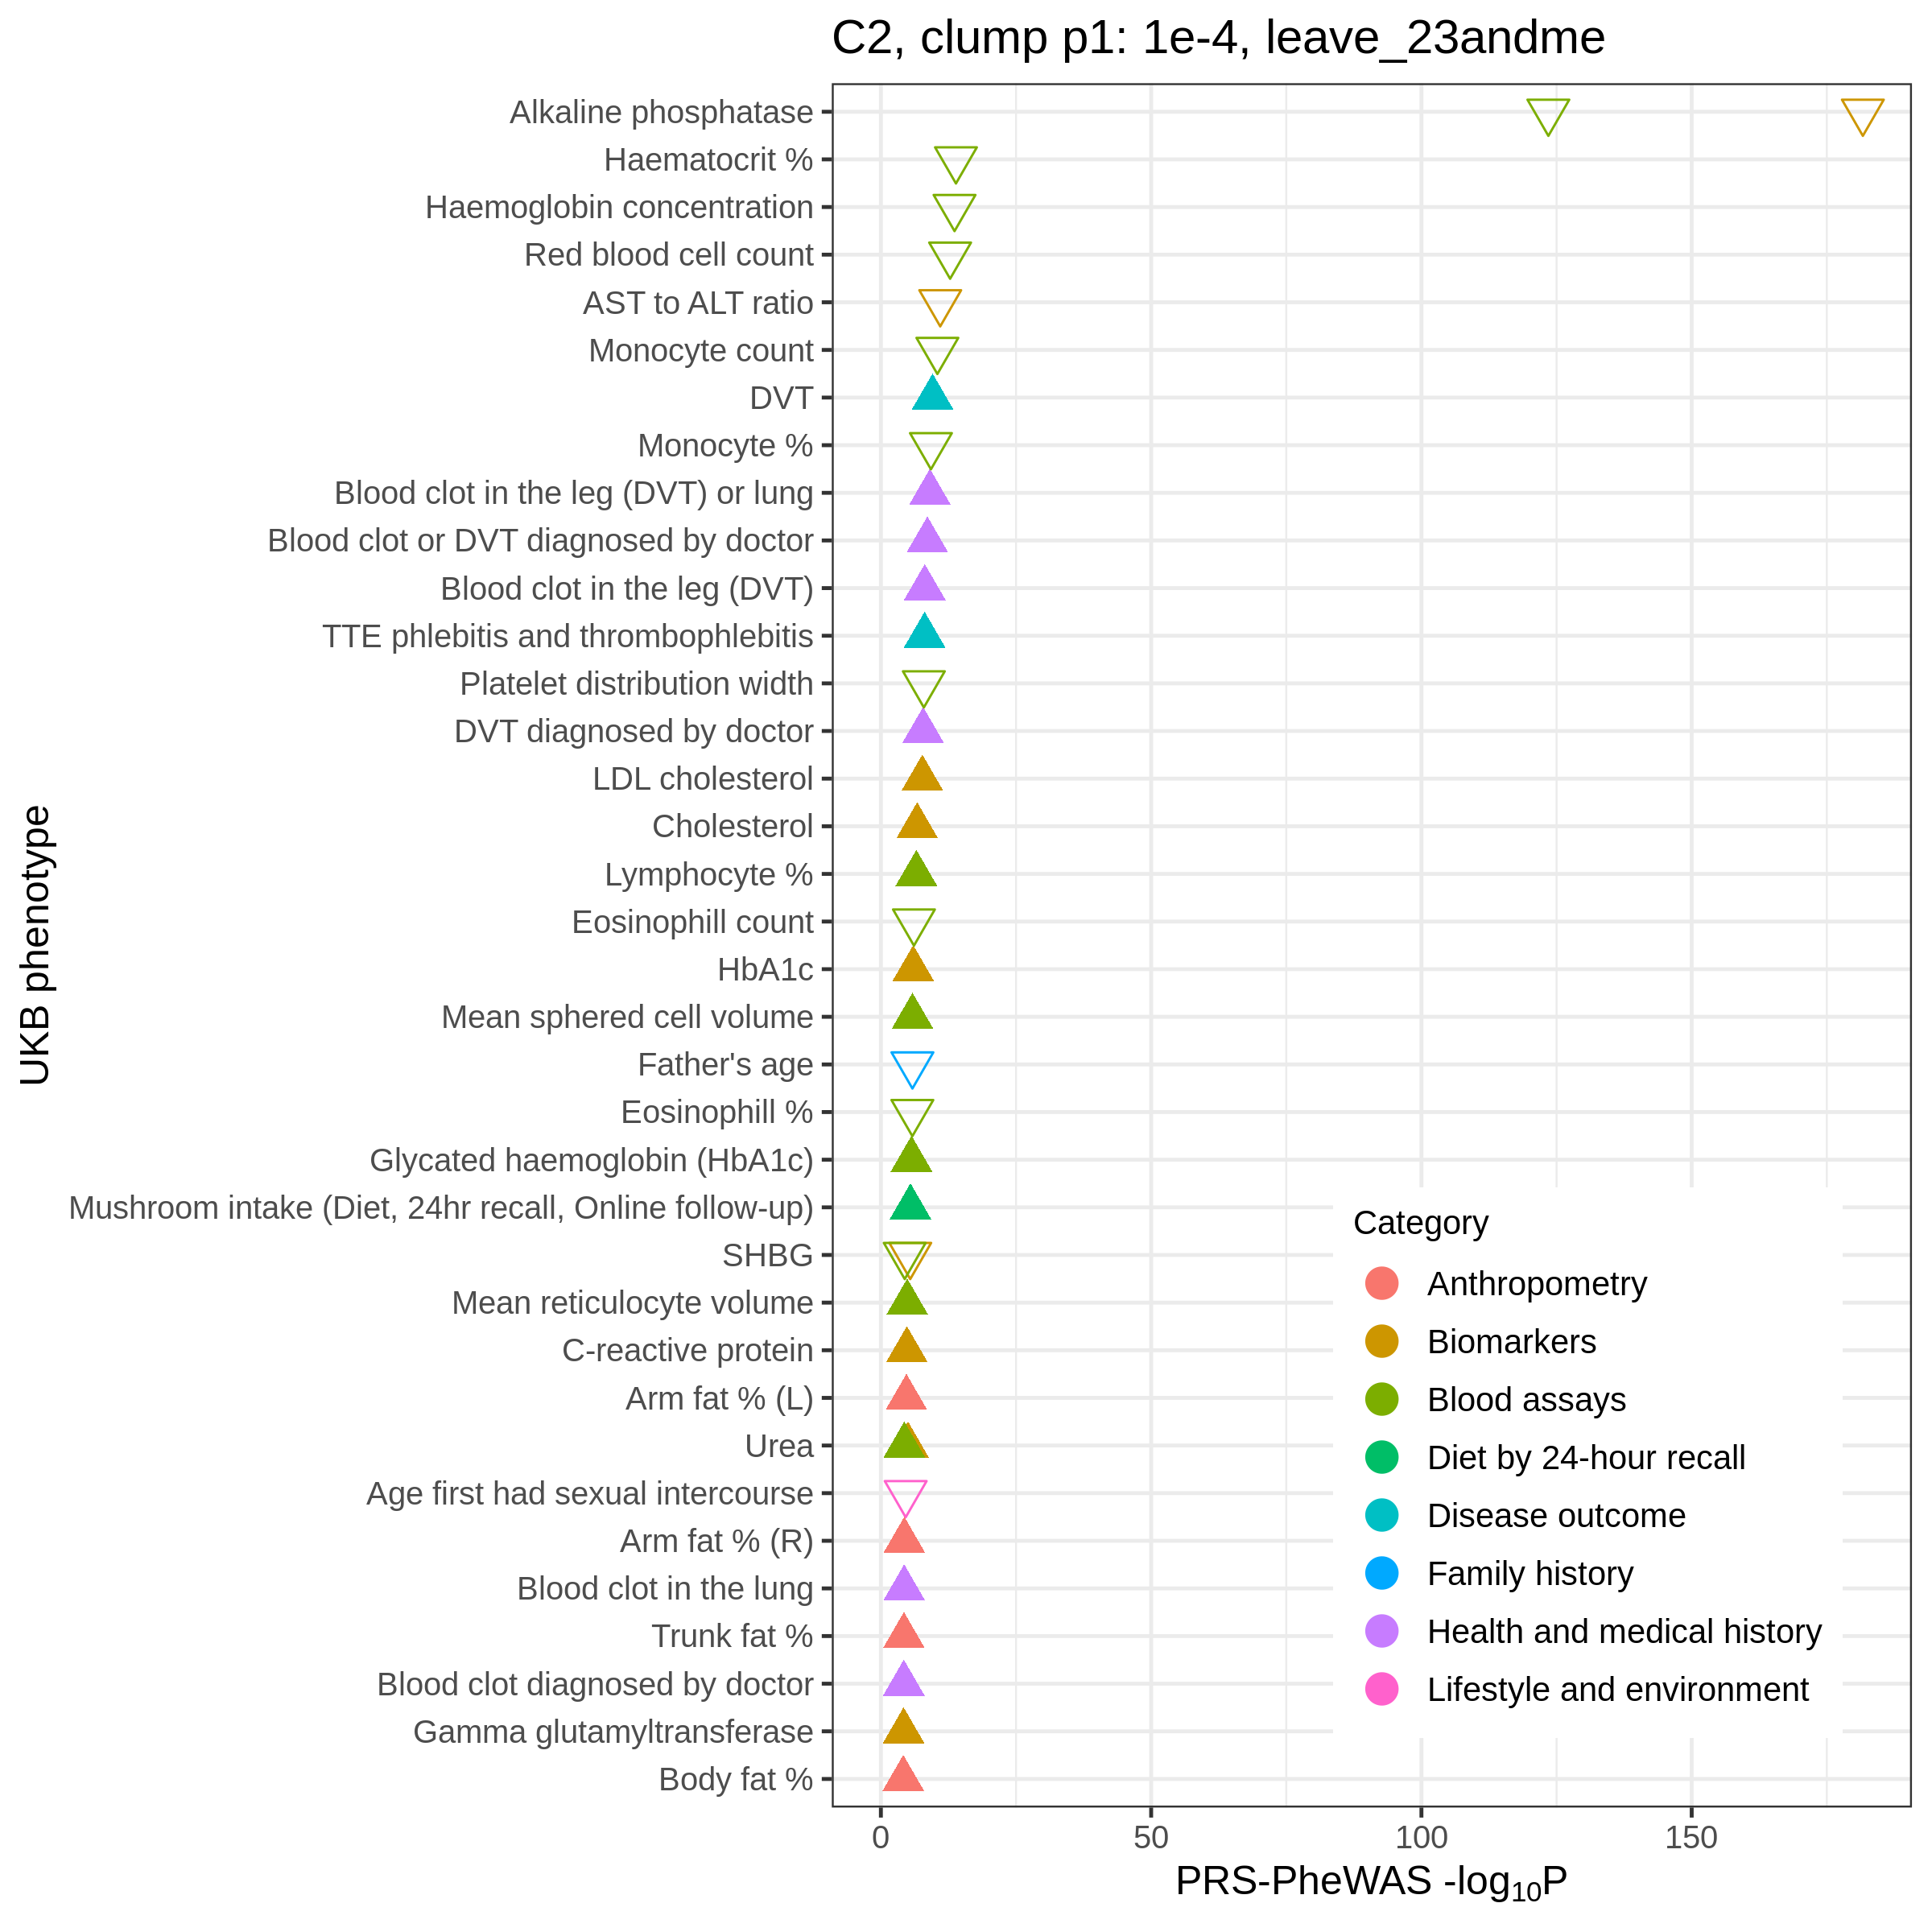 C2, clump p1: 1e-4, leave_23andme
UKB phenotype
Alkaline phosphatase
Haematocrit %
Haemoglobin concentration
Red blood cell count
AST to ALT ratio
Monocyte count
DVT
Monocyte %
Blood clot in the leg (DVT) or lung
Blood clot or DVT diagnosed by doctor
Blood clot in the leg (DVT)
TTE phlebitis and thrombophlebitis
Platelet distribution width
DVT diagnosed by doctor
LDL cholesterol
Cholesterol
Lymphocyte %
Eosinophill count
HbA1c
Mean sphered cell volume
Father's age
Eosinophill %
Glycated haemoglobin (HbA1c)
Mushroom intake (Diet, 24hr recall, Online follow-up)
SHBG
Mean reticulocyte volume
C-reactive protein
Arm fat % (L)
Urea
Age first had sexual intercourse
Arm fat % (R)
Blood clot in the lung
Trunk fat %
Blood clot diagnosed by doctor
Gamma glutamyltransferase
Body fat %
Category
Anthropometry
Biomarkers
Blood assays
Diet by 24-hour recall
Disease outcome
Family history
Health and medical history
Lifestyle and environment
0 50 100 150
PRS-PheWAS -log₁₀P